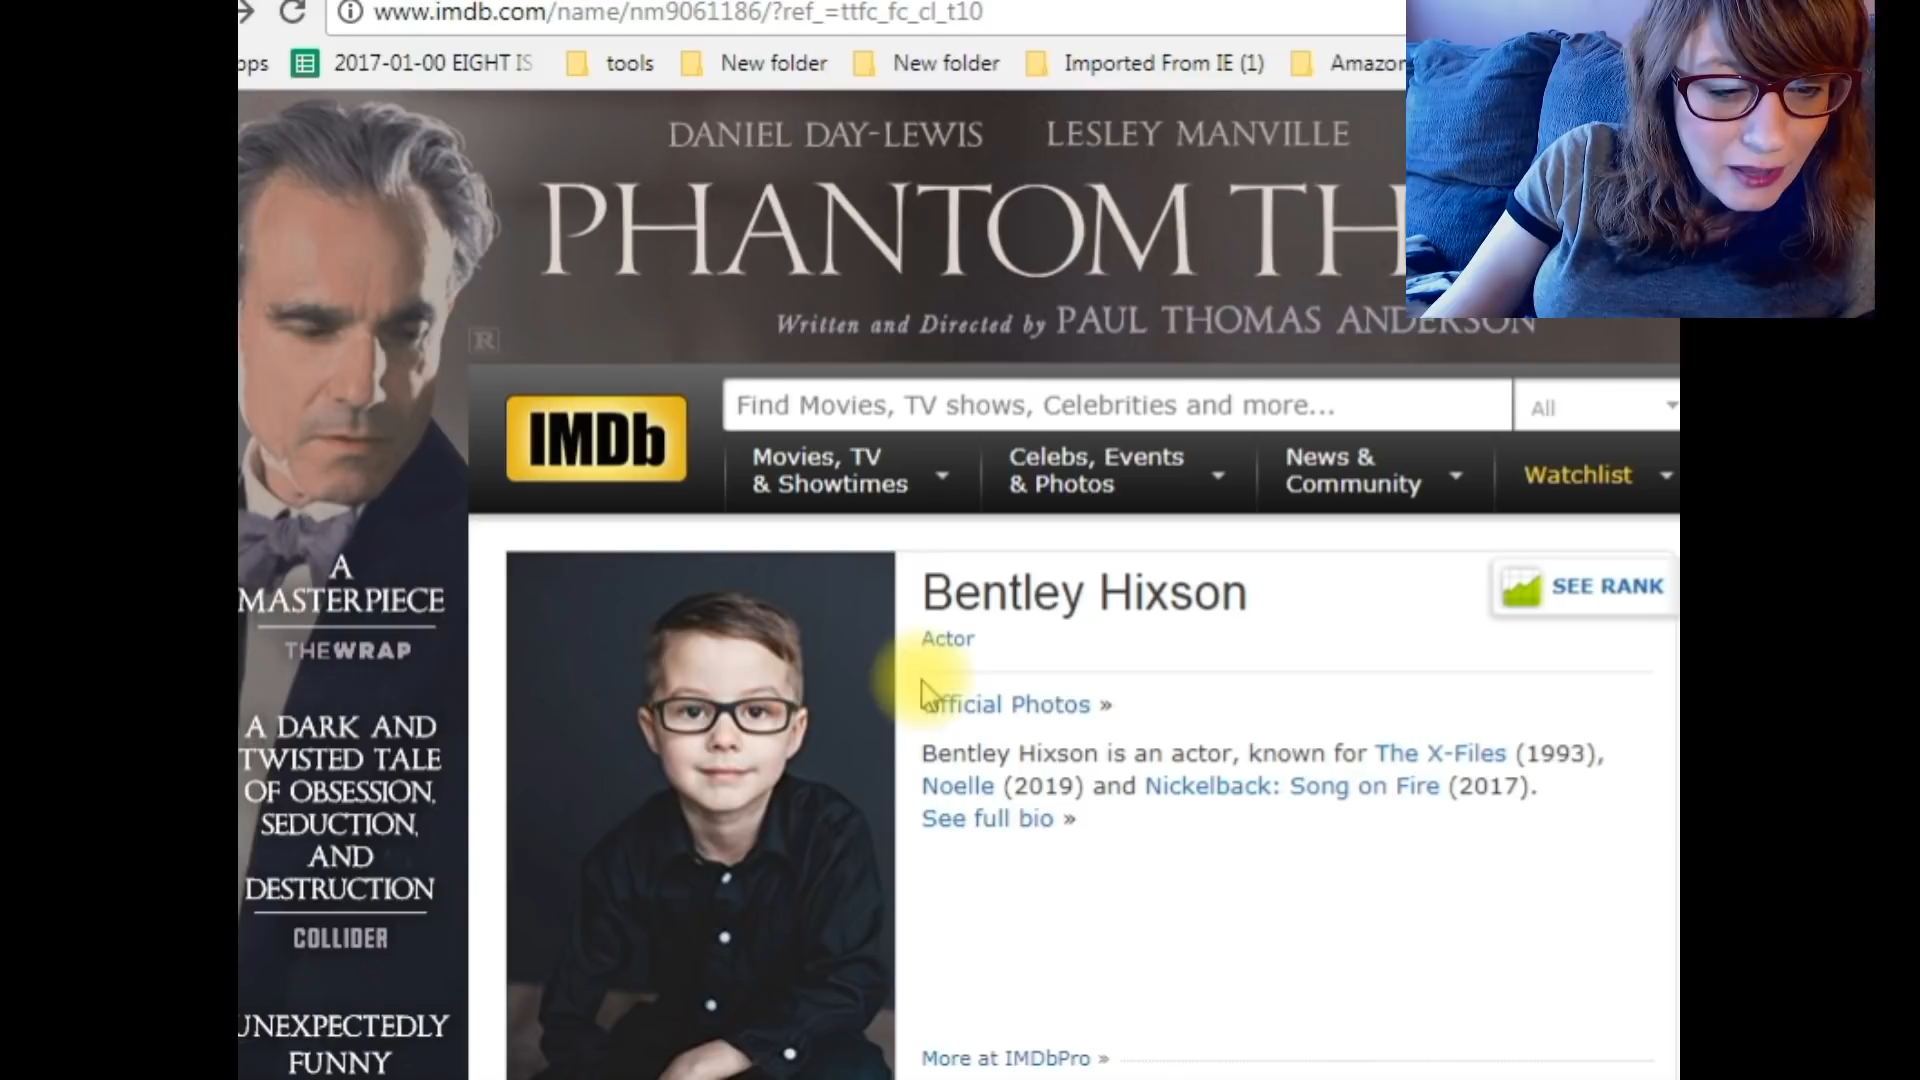 www.imdb.com/name/nm9061186/?ref_=ttfc_fc_cl_t10
pps 2017-01-00 EIGHT IS tools New folder New folder Imported From IE (1) Amazon
DANIEL DAY-LEWIS LESLEY MANVILLE
PHANTOM TH
Written and Directed by PAUL THOMAS ANDERSON
R
IMDb
Find Movies, TV shows, Celebrities and more...
All
Movies, TV
& Showtimes
Celebs, Events
& Photos
News &
Community
Watchlist
A
MASTERPIECE
THEWRAP
A DARK AND
TWISTED TALE
OF OBSESSION,
SEDUCTION,
AND
DESTRUCTION
COLLIDER
UNEXPECTEDLY
FUNNY
Bentley Hixson
SEE RANK
Actor
Official Photos »
Bentley Hixson is an actor, known for The X-Files (1993),
Noelle (2019) and Nickelback: Song on Fire (2017).
See full bio »
More at IMDbPro »